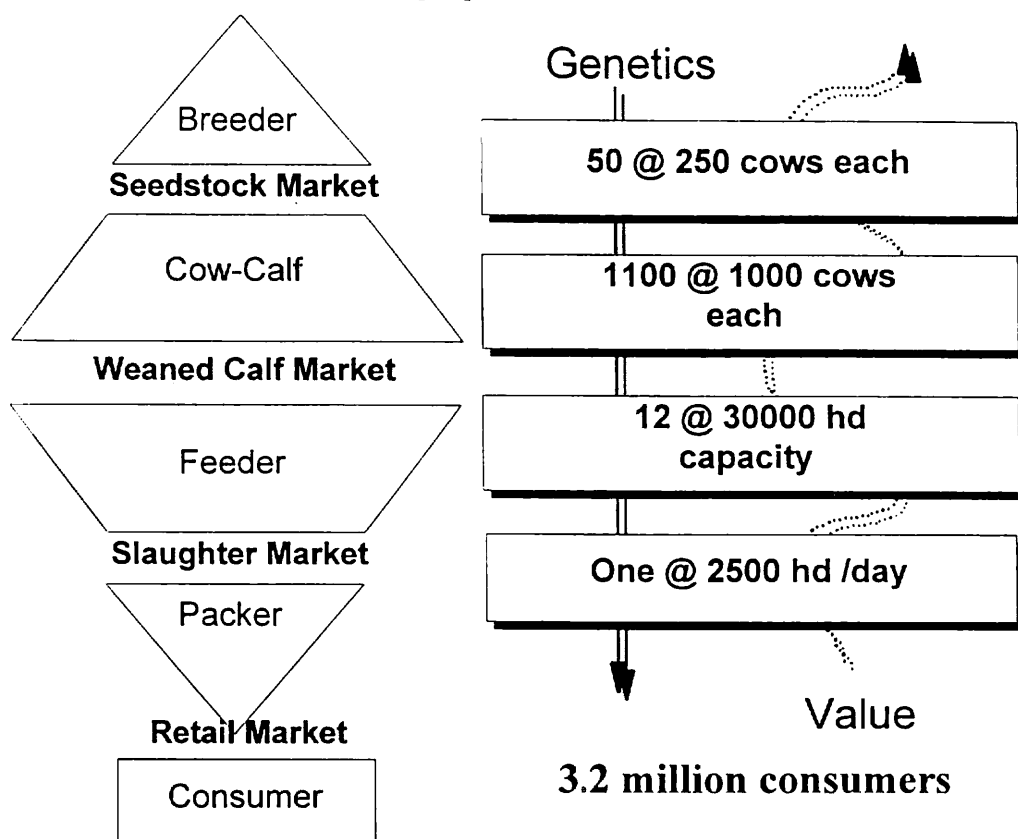 Breeder
Seedstock Market
Cow-Calf
Weaned Calf Market
Feeder
Slaughter Market
Packer
Retail Market
Consumer
Genetics
50 @ 250 cows each
1100 @ 1000 cows
each
12 @ 30000 hd
capacity
One @ 2500 hd /day
Value
3.2 million consumers